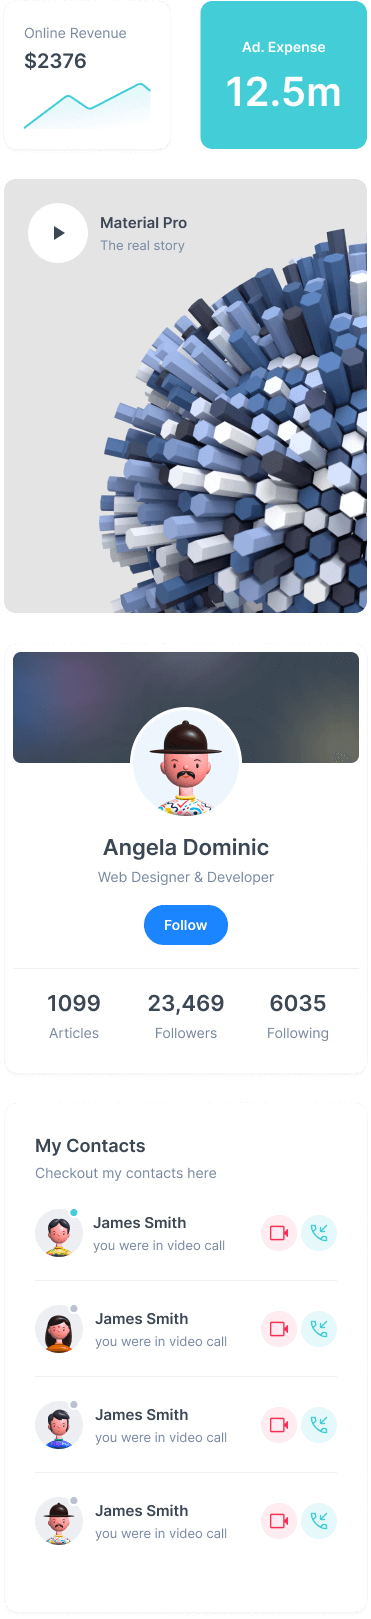 Online Revenue
$2376
Ad. Expense
12.5m
Material Pro
The real story
Angela Dominic
Web Designer & Developer
Follow
1099 23,469 6035
Articles Followers Following
My Contacts
Checkout my contacts here
James Smith
you were in video call
James Smith
you were in video call
James Smith
you were in video call
James Smith
you were in video call